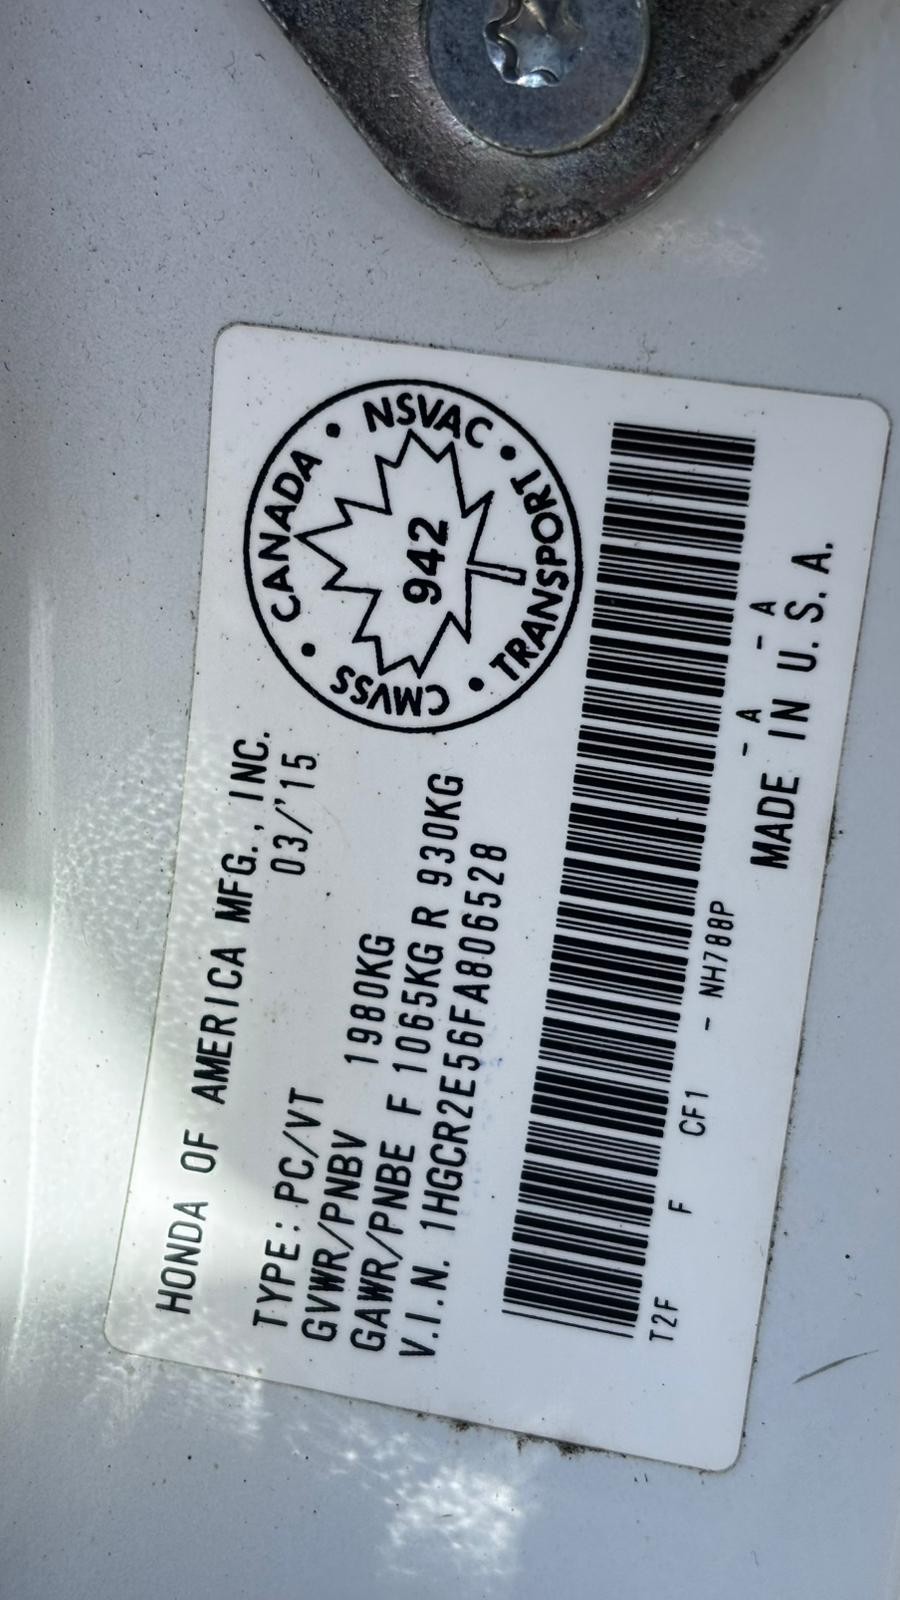 HONDA OF AMERICA MFG., INC.
03/'15
TYPE: PC/VT
GVWR/PNBV 1980KG
GAWR/PNBE F 1065KG R 930KG
V.I.N. 1HGCR2E56FA806528
CANADA • NSVAC • TRANSPORT • CMVSS •
942
T2F F CF1 - NH788P - A - A
MADE IN U.S.A.